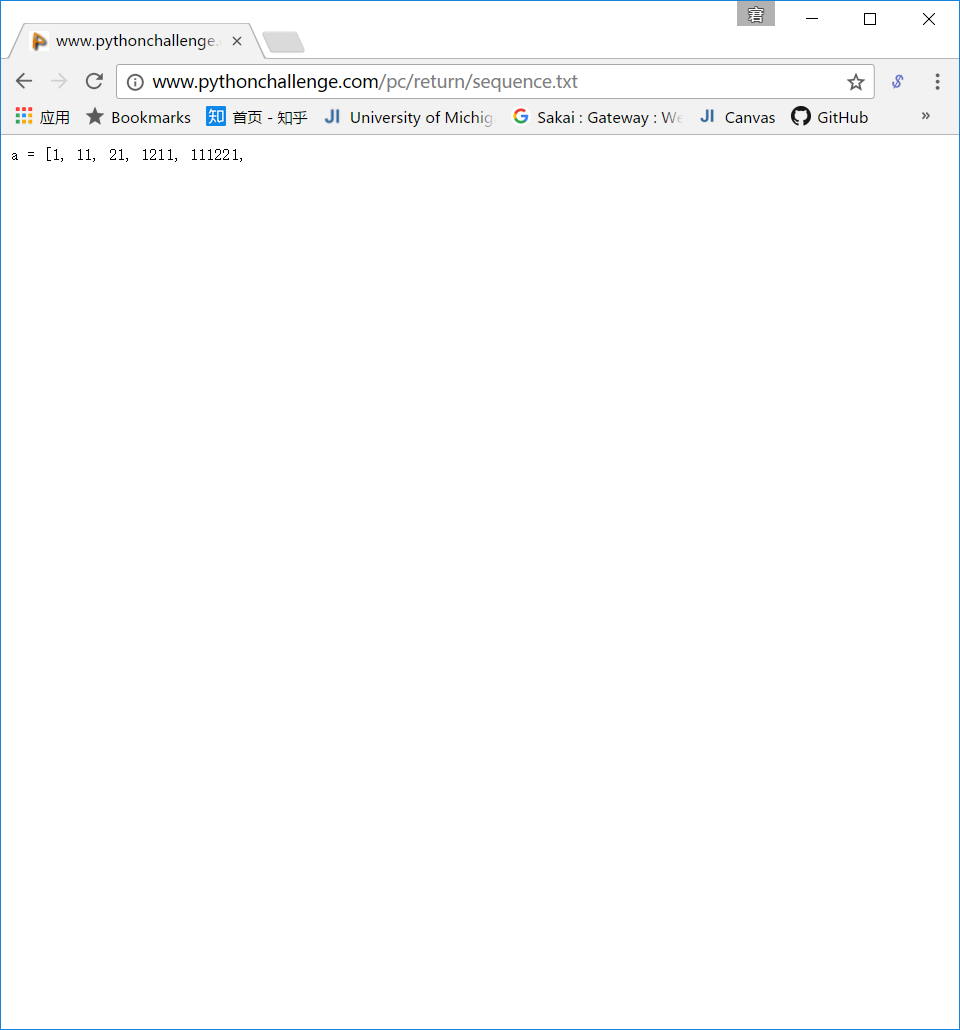 www.pythonchallenge.
www.pythonchallenge.com/pc/return/sequence.txt
应用 Bookmarks 知 首页 - 知乎 JI University of Michig Sakai : Gateway : We JI Canvas GitHub »
a = [1, 11, 21, 1211, 111221,